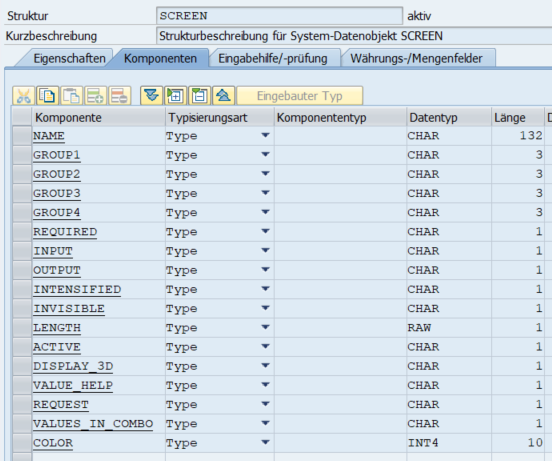 Struktur SCREEN aktiv
Kurzbeschreibung Strukturbeschreibung für System-Datenobjekt SCREEN
Eigenschaften Komponenten Eingabehilfe/-prüfung Währungs-/Mengenfelder
Eingebauter Typ
Komponente Typisierungsart Komponententyp Datentyp Länge D
NAME Type CHAR 132
GROUP1 Type CHAR 3
GROUP2 Type CHAR 3
GROUP3 Type CHAR 3
GROUP4 Type CHAR 3
REQUIRED Type CHAR 1
INPUT Type CHAR 1
OUTPUT Type CHAR 1
INTENSIFIED Type CHAR 1
INVISIBLE Type CHAR 1
LENGTH Type RAW 1
ACTIVE Type CHAR 1
DISPLAY_3D Type CHAR 1
VALUE_HELP Type CHAR 1
REQUEST Type CHAR 1
VALUES_IN_COMBO Type CHAR 1
COLOR Type INT4 10